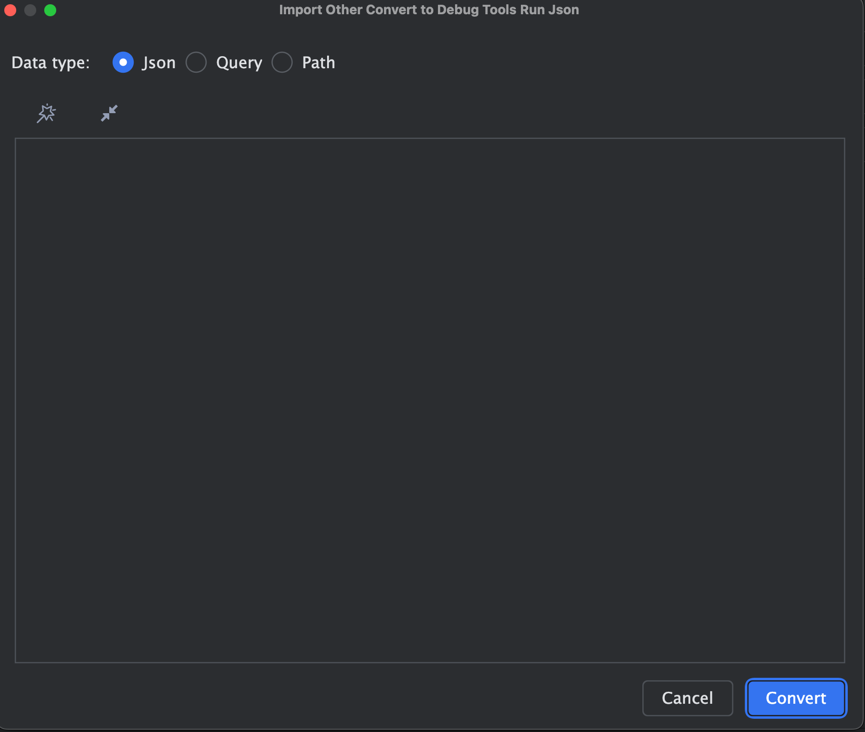 Import Other Convert to Debug Tools Run Json
Data type: Json Query Path
Cancel Convert